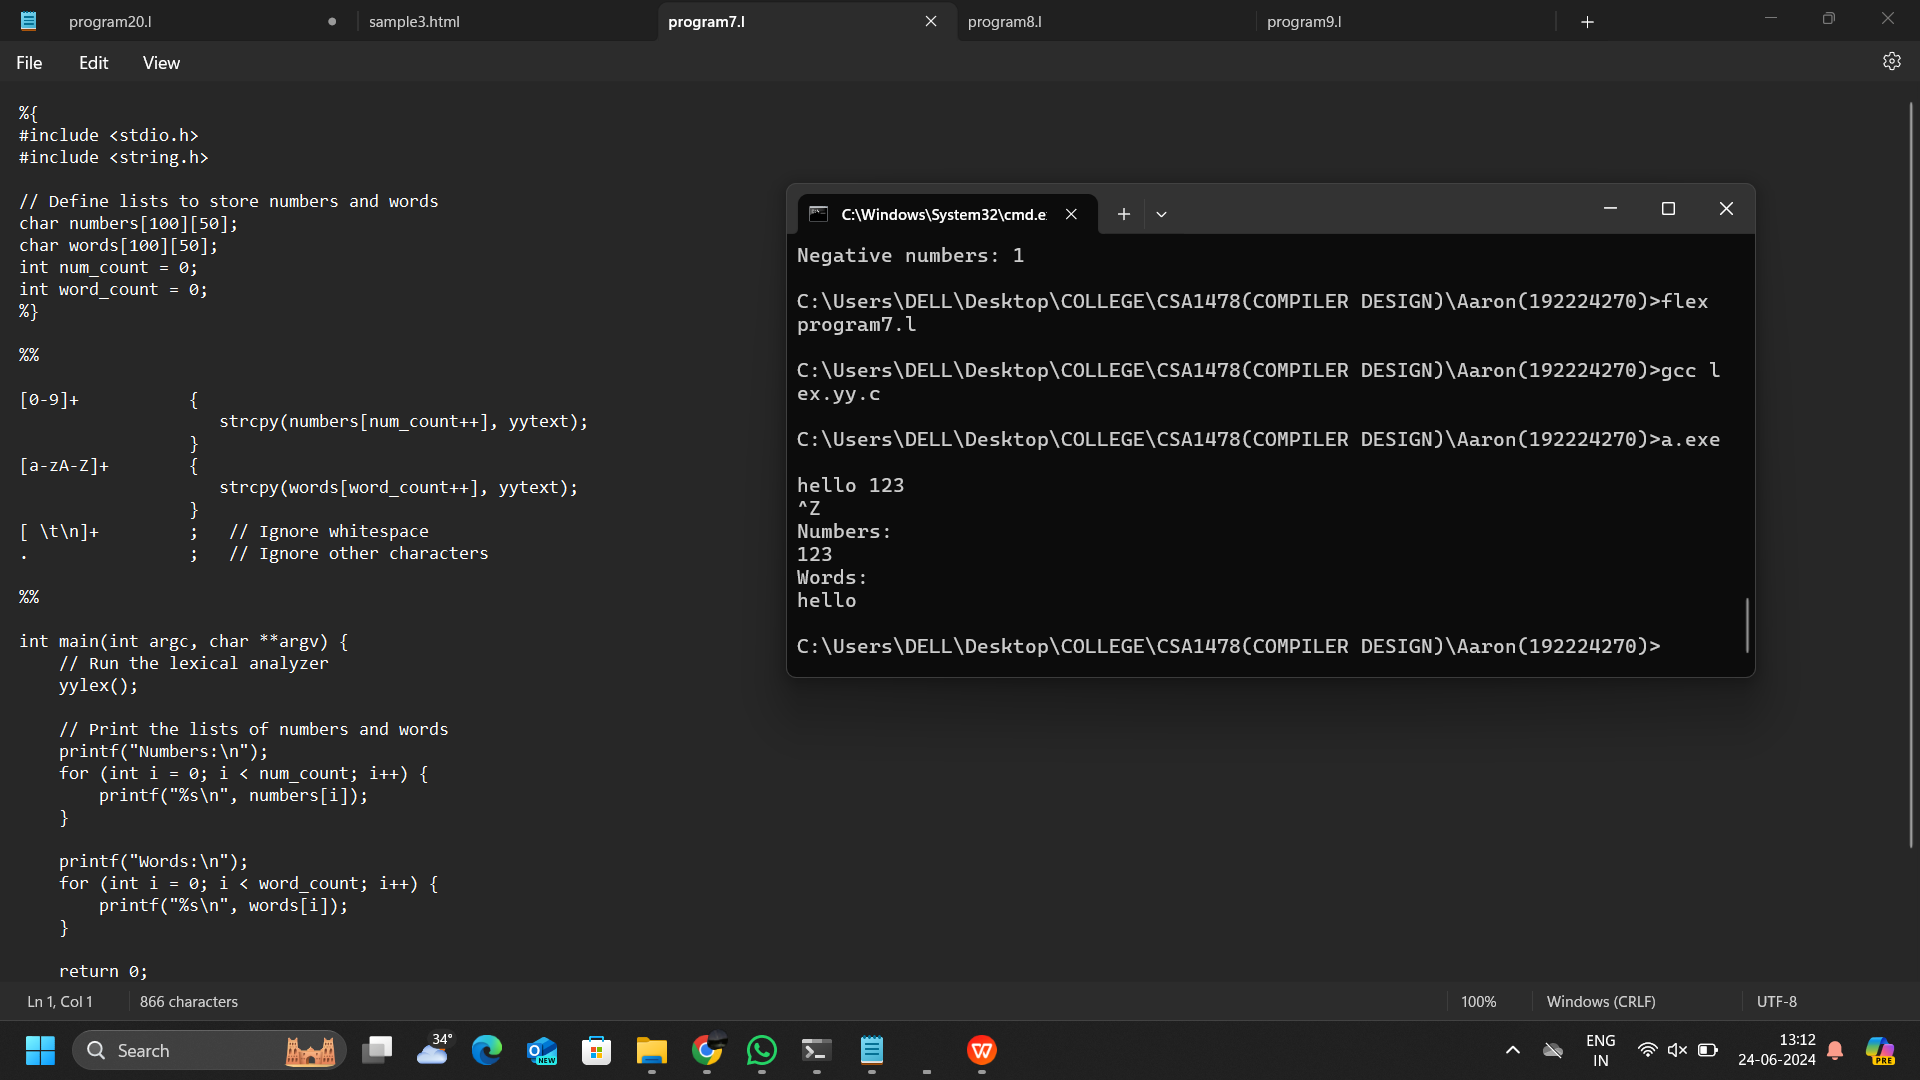 program20.l
sample3.html
program7.l
program8.l
program9.l
File Edit View
%{
#include <stdio.h>
#include <string.h>
// Define lists to store numbers and words
char numbers[100][50];
char words[100][50];
int num_count = 0;
int word_count = 0;
%}
%%
[0-9]+ {
strcpy(numbers[num_count++], yytext);
}
[a-zA-Z]+ {
strcpy(words[word_count++], yytext);
}
[ \t\n]+ ; // Ignore whitespace
. ; // Ignore other characters
%%
int main(int argc, char **argv) {
// Run the lexical analyzer
yylex();
// Print the lists of numbers and words
printf("Numbers:\n");
for (int i = 0; i < num_count; i++) {
printf("%s\n", numbers[i]);
}
printf("Words:\n");
for (int i = 0; i < word_count; i++) {
printf("%s\n", words[i]);
}
return 0;
C:\Windows\System32\cmd.e
Negative numbers: 1
C:\Users\DELL\Desktop\COLLEGE\CSA1478(COMPILER DESIGN)\Aaron(192224270)>flex
program7.l
C:\Users\DELL\Desktop\COLLEGE\CSA1478(COMPILER DESIGN)\Aaron(192224270)>gcc l
ex.yy.c
C:\Users\DELL\Desktop\COLLEGE\CSA1478(COMPILER DESIGN)\Aaron(192224270)>a.exe
hello 123
^Z
Numbers:
123
Words:
hello
C:\Users\DELL\Desktop\COLLEGE\CSA1478(COMPILER DESIGN)\Aaron(192224270)>
Ln 1, Col 1
866 characters
100%
Windows (CRLF)
UTF-8
Search
34°
NEW
W
ENG
IN
13:12
24-06-2024
PRE